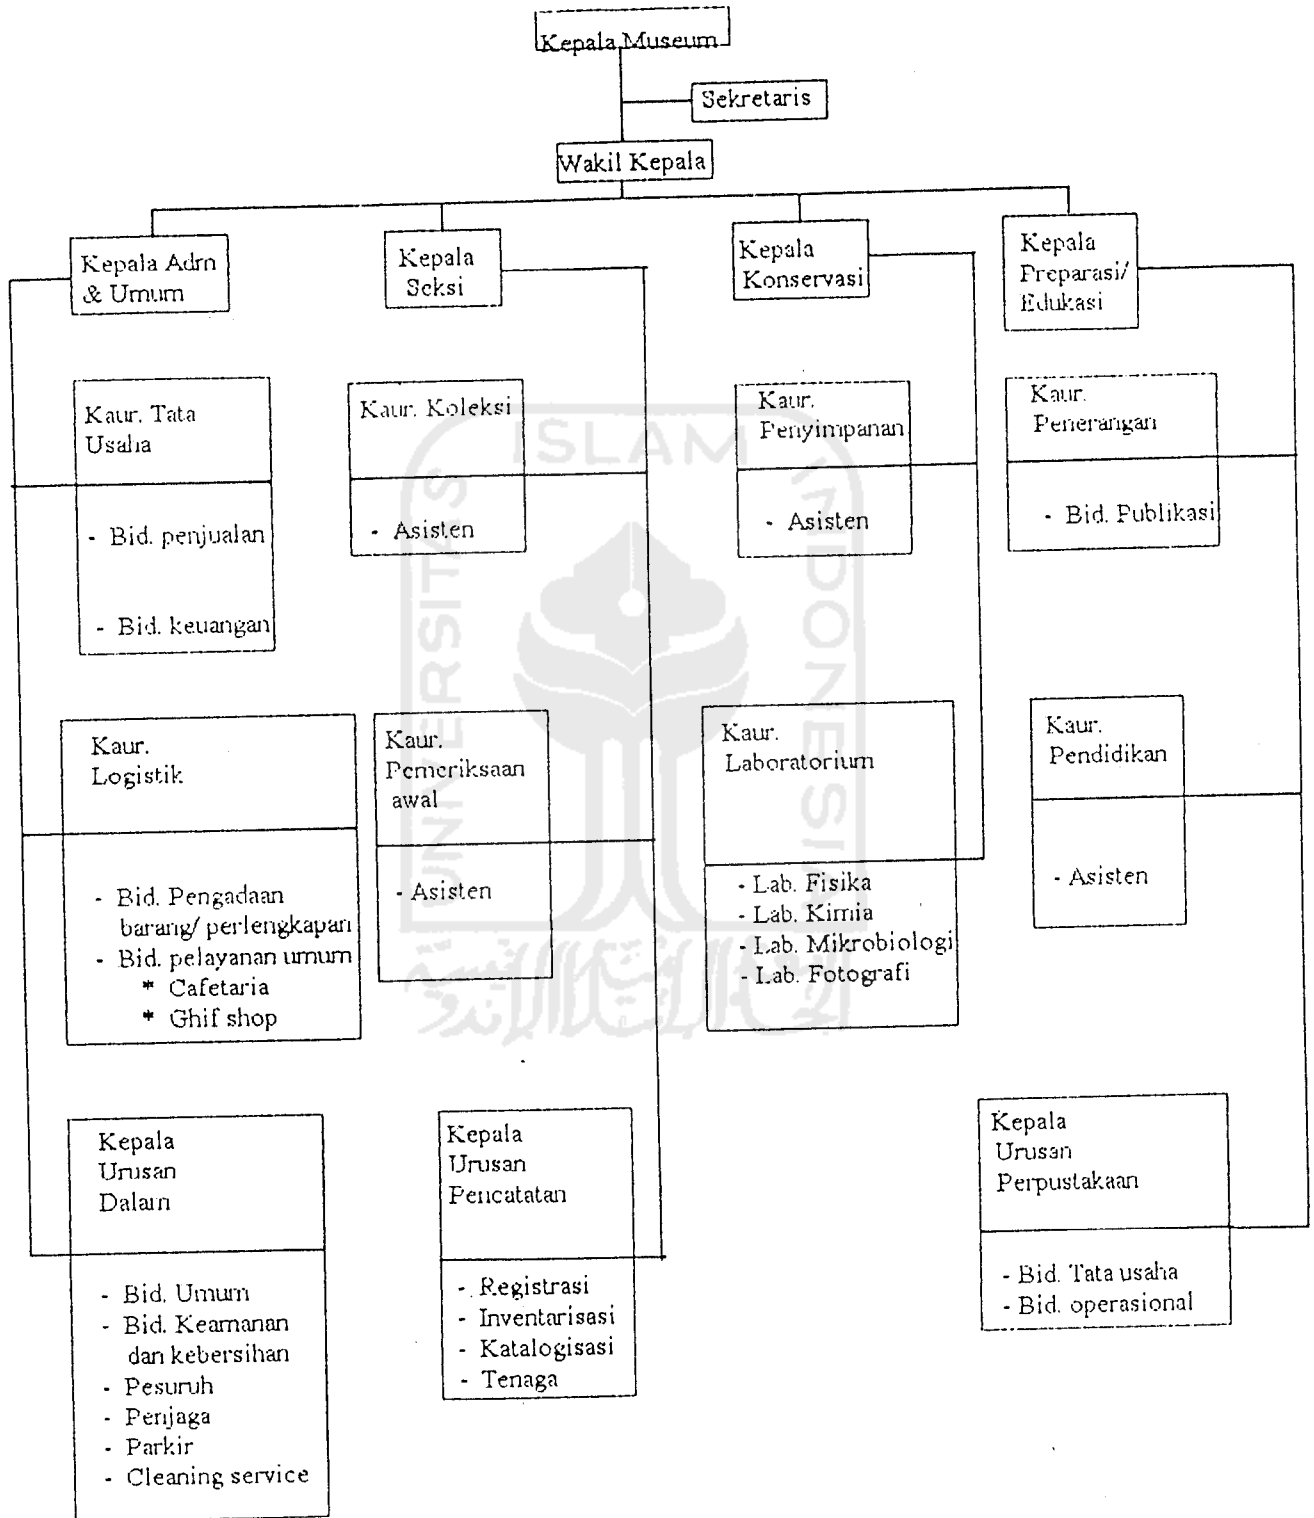 Kepala Museum
Sekretaris
Wakil Kepala
Kepala Adm
& Umum
Kepala
Seksi
Kepala
Konservasi
Kepala
Preparasi/
Edukasi
Kaur. Tata
Usaha
- Bid. penjualan
- Bid. keuangan
Kaur. Koleksi
- Asisten
Kaur.
Penyimpanan
- Asisten
Kaur.
Penerangan
- Bid. Publikasi
Kaur.
Logistik
- Bid. Pengadaan
barang/ perlengkapan
- Bid. pelayanan umum
* Cafetaria
* Ghif shop
Kaur.
Pemeriksaan
awal
- Asisten
Kaur.
Laboratorium
- Lab. Fisika
- Lab. Kimia
- Lab. Mikrobiologi
- Lab. Fotografi
Kaur.
Pendidikan
- Asisten
Kepala
Urusan
Dalam
- Bid. Umum
- Bid. Keamanan
dan kebersihan
- Pesuruh
- Penjaga
- Parkir
- Cleaning service
Kepala
Urusan
Pencatatan
- Registrasi
- Inventarisasi
- Katalogisasi
- Tenaga
Kepala
Urusan
Perpustakaan
- Bid. Tata usaha
- Bid. operasional
UNIVERSITAS
ISLAM
INDONESIA